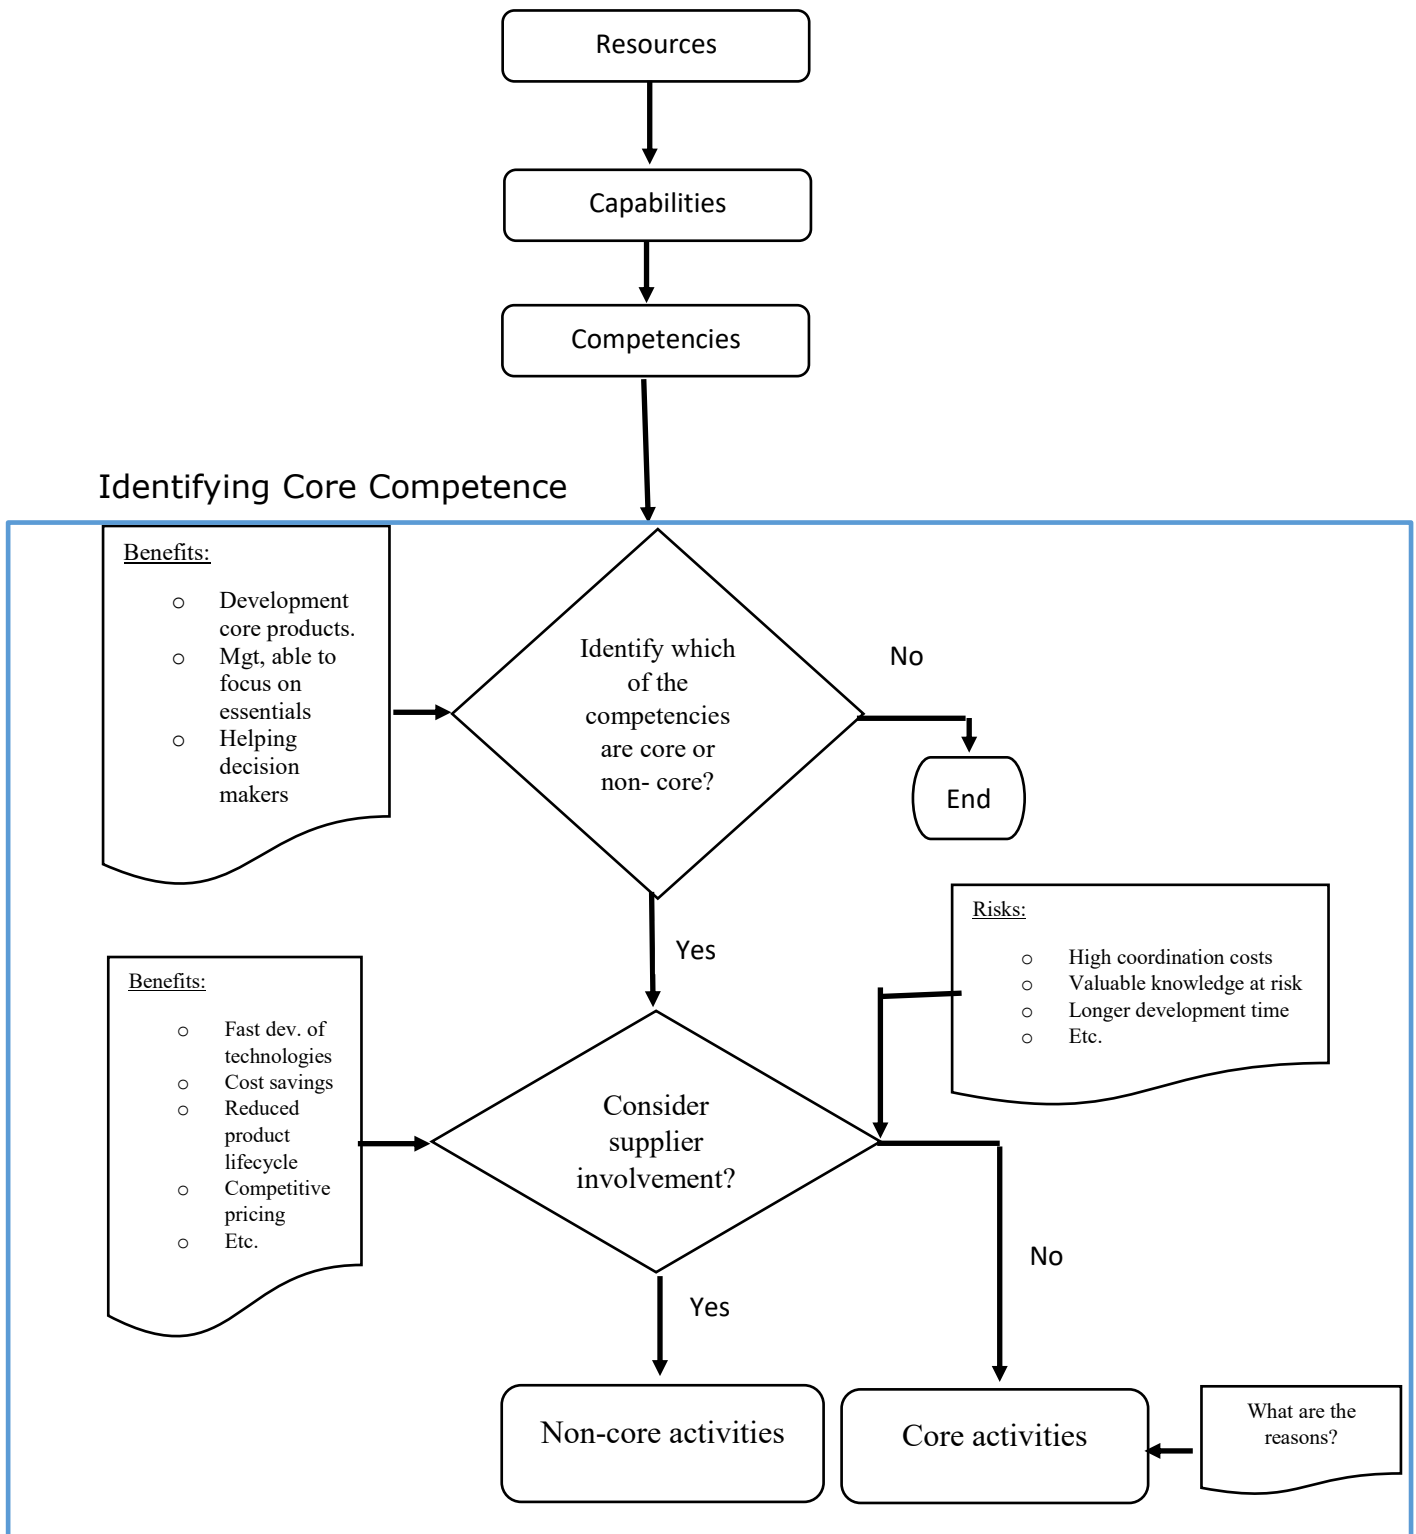 Resources
Capabilities
Competencies
Identifying Core Competence
Benefits:
o Development
core products.
o Mgt, able to
focus on
essentials
o Helping
decision
makers
Identify which
of the
competencies
are core or
non- core?
No
End
Yes
Risks:
o High coordination costs
o Valuable knowledge at risk
o Longer development time
o Etc.
Benefits:
o Fast dev. of
technologies
o Cost savings
o Reduced
product
lifecycle
o Competitive
pricing
o Etc.
Consider
supplier
involvement?
No
Yes
Non-core activities
Core activities
What are the
reasons?